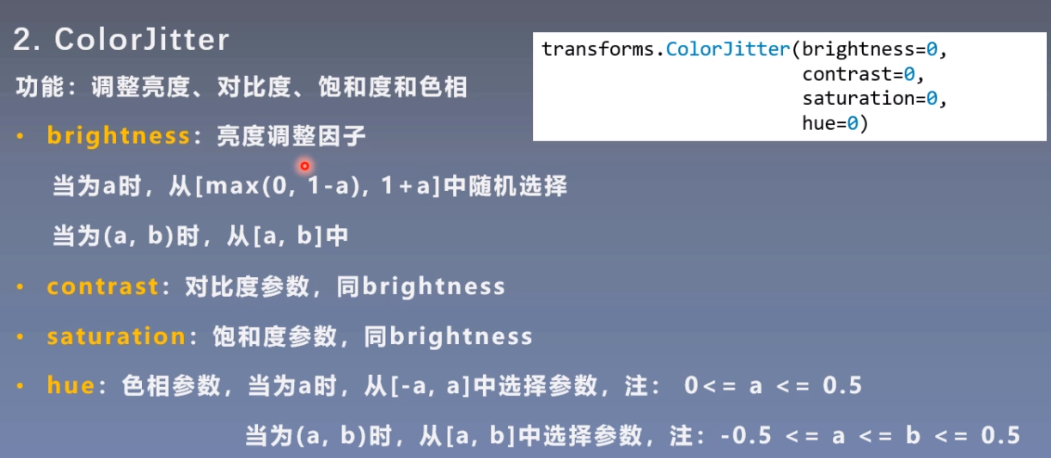 2. ColorJitter
transforms.ColorJitter(brightness=0,
contrast=0,
saturation=0,
hue=0)
功能：调整亮度、对比度、饱和度和色相
• brightness：亮度调整因子
当为a时，从[max(0, 1-a), 1+a]中随机选择
当为(a, b)时，从[a, b]中
• contrast：对比度参数，同brightness
• saturation：饱和度参数，同brightness
• hue：色相参数，当为a时，从[-a, a]中选择参数，注： 0<= a <= 0.5
当为(a, b)时，从[a, b]中选择参数，注：-0.5 <= a <= b <= 0.5